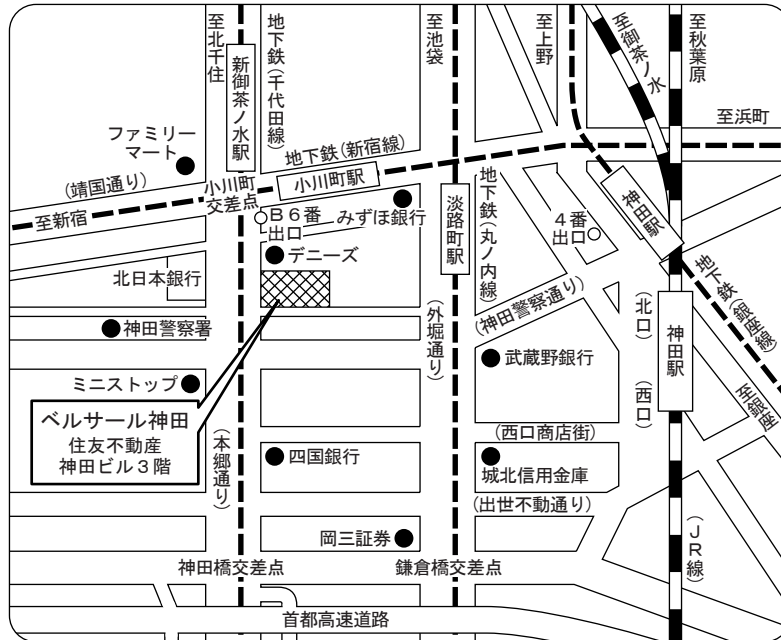 至北千住
新御茶ノ水駅
地下鉄(千代田線)
至池袋
至上野
至御茶ノ水
至秋葉原
至浜町
ファミリー
マート
地下鉄(新宿線)
(靖国通り)
小川町
交差点
小川町駅
至新宿
B6番
出口
みずほ銀行
デニーズ
淡路町駅
地下鉄(丸ノ内線)
4番
出口
神田駅
地下鉄(銀座線)
北日本銀行
神田警察署
(外堀通り)
(神田警察通り)
(北口)
神田駅
(西口)
武蔵野銀行
至銀座
ミニストップ
ベルサール神田
住友不動産
神田ビル3階
(本郷通り)
四国銀行
(西口商店街)
城北信用金庫
(出世不動通り)
岡三証券
(JR線)
神田橋交差点
鎌倉橋交差点
首都高速道路